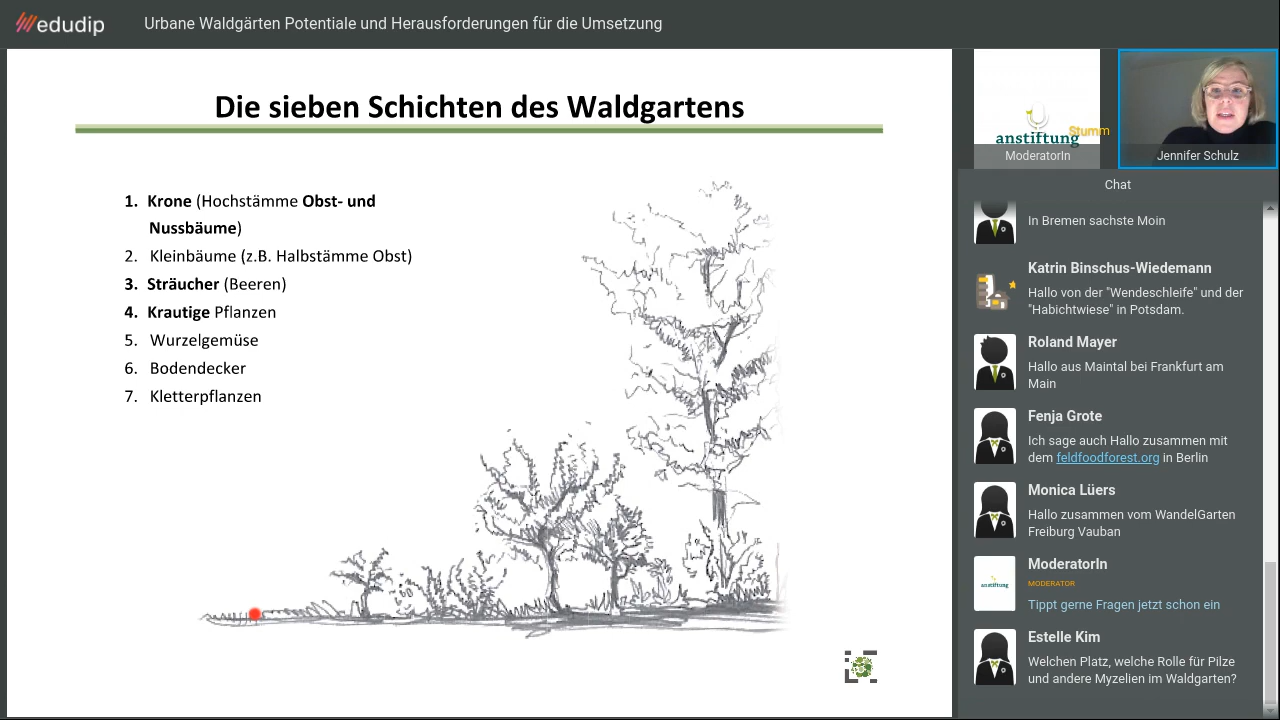 edudip
Urbane Waldgärten Potentiale und Herausforderungen für die Umsetzung
Die sieben Schichten des Waldgartens
1. Krone (Hochstämme Obst- und
Nussbäume)
2. Kleinbäume (z.B. Halbstämme Obst)
3. Sträucher (Beeren)
4. Krautige Pflanzen
5. Wurzelgemüse
6. Bodendecker
7. Kletterpflanzen
anstiftung
Stumm
ModeratorIn
Jennifer Schulz
Chat
In Bremen sachste Moin
Katrin Binschus-Wiedemann
Hallo von der "Wendeschleife" und der
"Habichtwiese" in Potsdam.
Roland Mayer
Hallo aus Maintal bei Frankfurt am
Main
Fenja Grote
Ich sage auch Hallo zusammen mit
dem feldfoodforest.org in Berlin
Monica Lüers
Hallo zusammen vom WandelGarten
Freiburg Vauban
anstiftung
ModeratorIn
MODERATOR
Tippt gerne Fragen jetzt schon ein
Estelle Kim
Welchen Platz, welche Rolle für Pilze
und andere Myzelien im Waldgarten?